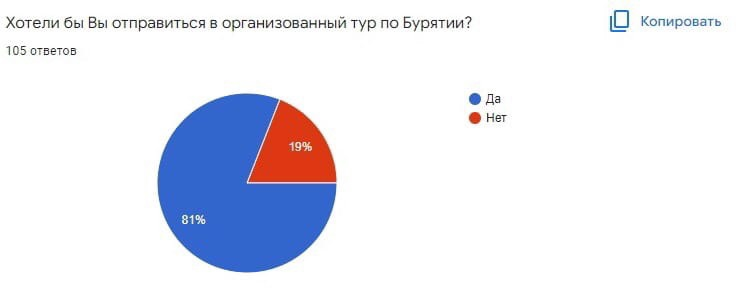 Хотели бы Вы отправиться в организованный тур по Бурятии?
Копировать
105 ответов
Да
Нет
19%
81%